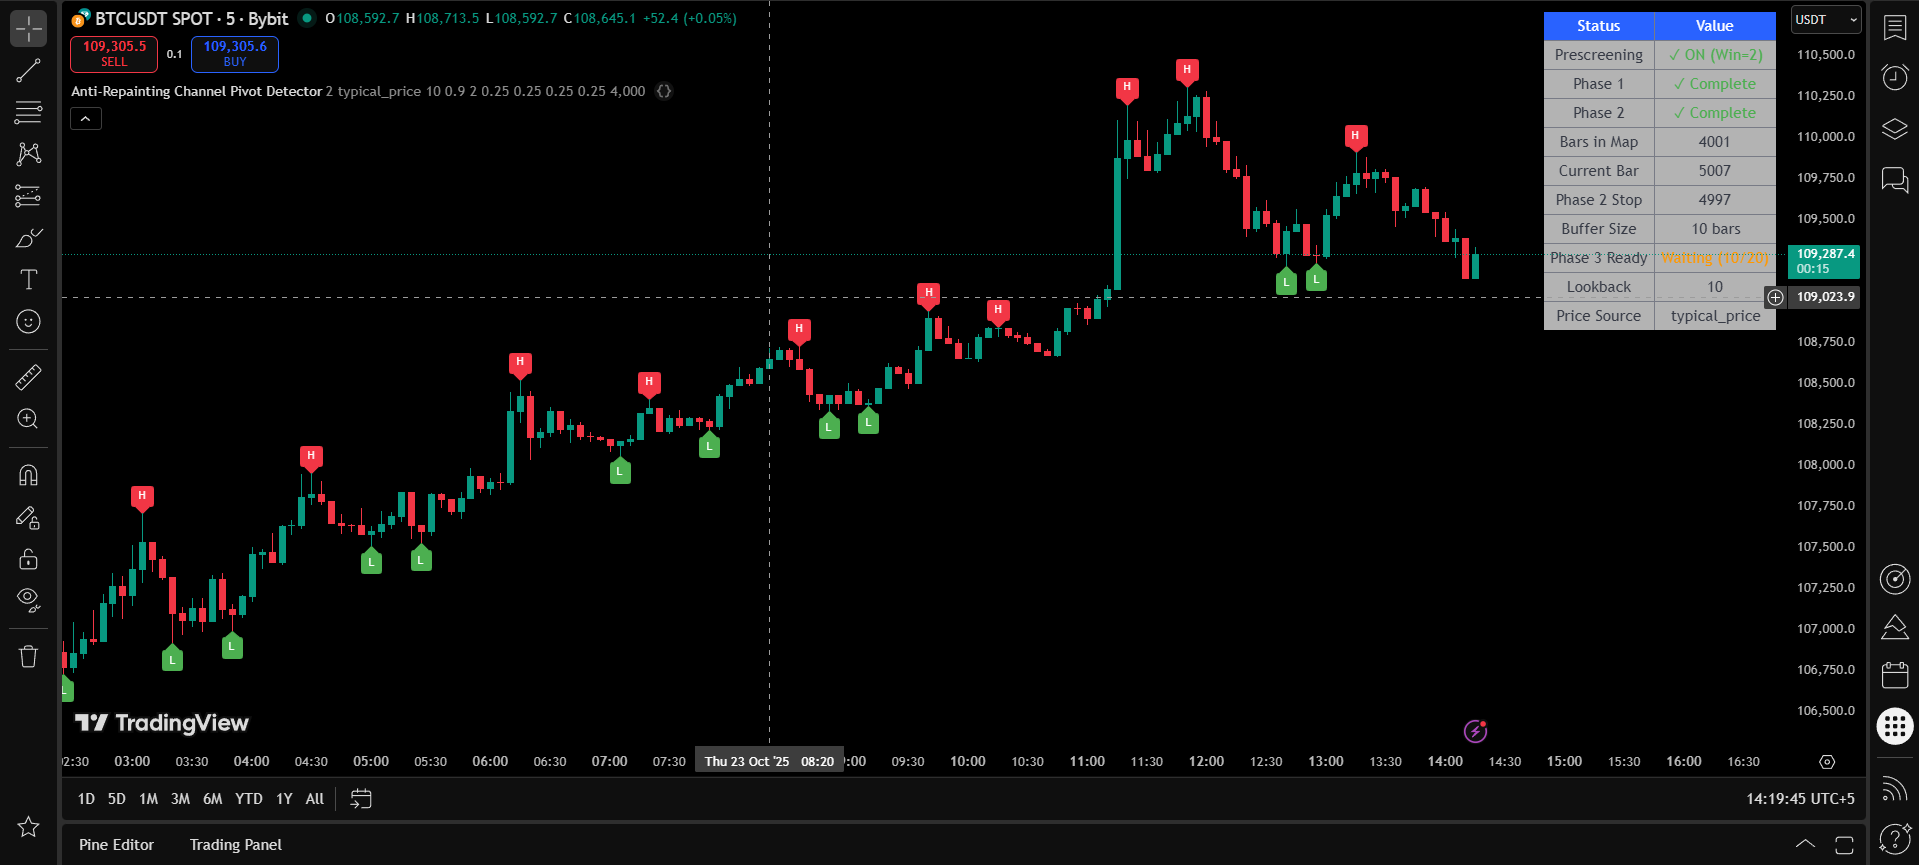 BTCUSDT SPOT · 5 · Bybit O108,592.7 H108,713.5 L108,592.7 C108,645.1 +52.4 (+0.05%)
109,305.5
SELL
0.1
109,305.6
BUY
Anti-Repainting Channel Pivot Detector 2 typical_price 10 0.9 2 0.25 0.25 0.25 0.25 4,000
Status Value
Prescreening ✓ ON (Win=2)
Phase 1 ✓ Complete
Phase 2 ✓ Complete
Bars in Map 4001
Current Bar 5007
Phase 2 Stop 4997
Buffer Size 10 bars
Phase 3 Ready Waiting (10/20)
Lookback 10
Price Source typical_price
USDT
110,500.0
110,250.0
110,000.0
109,750.0
109,500.0
109,287.4
00:15
109,023.9
108,750.0
108,500.0
108,250.0
108,000.0
107,750.0
107,500.0
107,250.0
107,000.0
106,750.0
106,500.0
H
H
H
H
H
H
H
H
H
H
L
L
L
L
L
L
L
L
L
L
L
TradingView
02:30 03:00 03:30 04:00 04:30 05:00 05:30 06:00 06:30 07:00 07:30 Thu 23 Oct '25 08:20 9:00 09:30 10:00 10:30 11:00 11:30 12:00 12:30 13:00 13:30 14:00 14:30 15:00 15:30 16:00 16:30
1D 5D 1M 3M 6M YTD 1Y All
14:19:45 UTC+5
Pine Editor Trading Panel